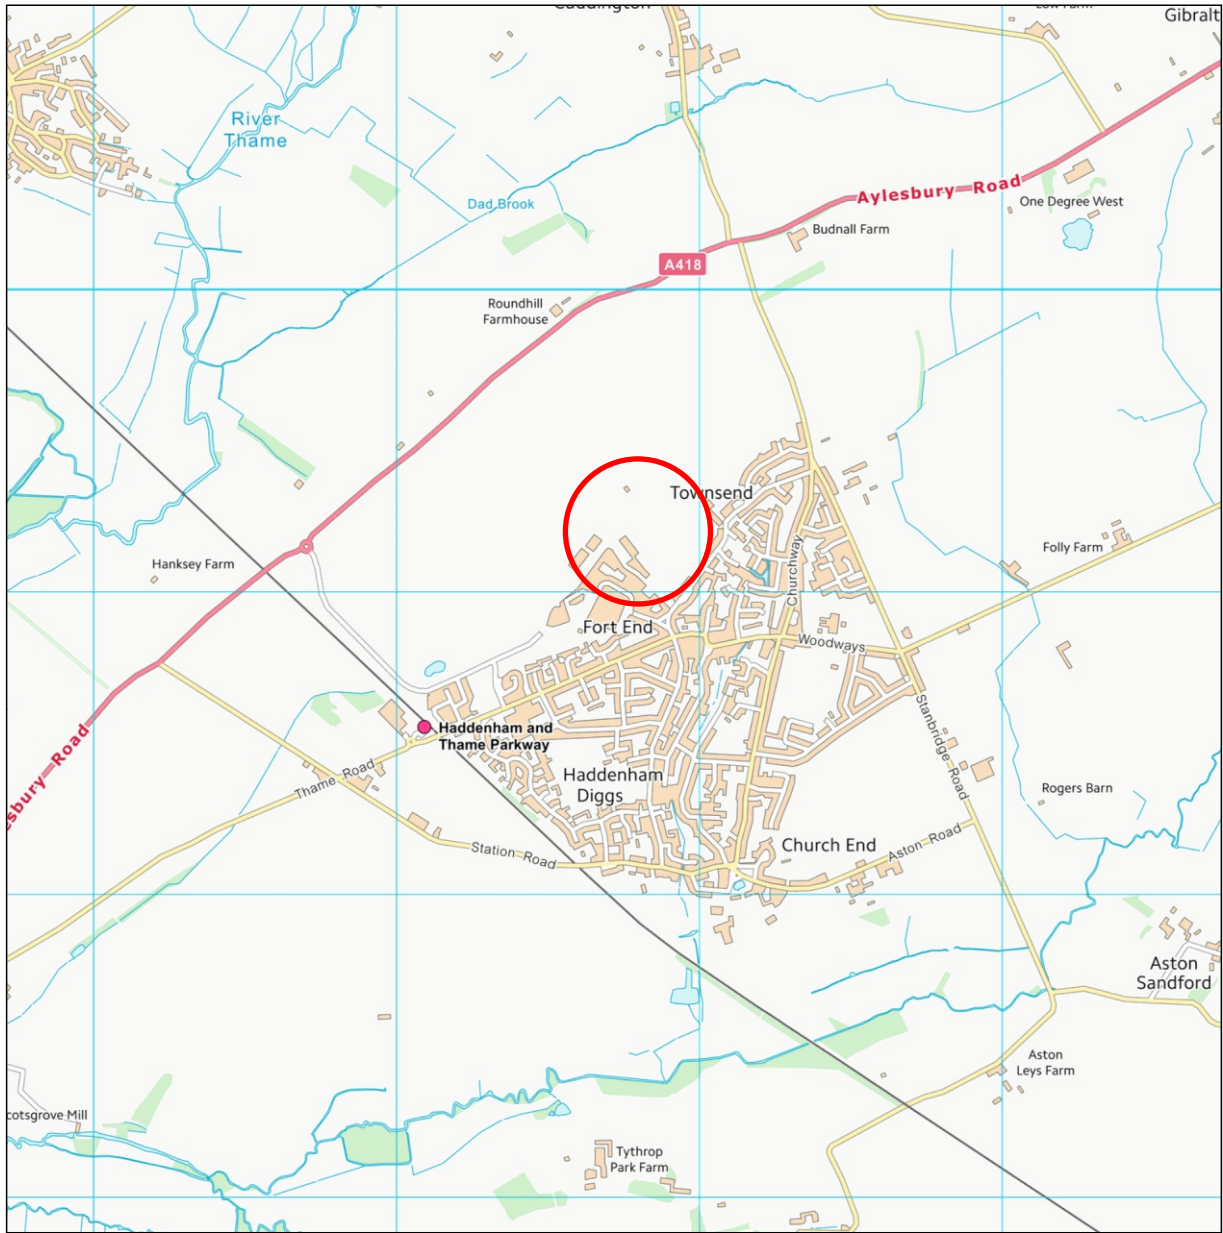 Gibralt
River
Thame
Aylesbury Road
One Degree West
Dad Brook
Budnall Farm
A418
Roundhill
Farmhouse
Townsend
Hanksey Farm
Churchway
Folly Farm
Fort End
Woodways
Stanbridge Road
Haddenham and
Thame Parkway
esbury Road
Thame Road
Haddenham
Diggs
Rogers Barn
Church End
Aston Road
Station Road
Aston
Sandford
Aston
Leys Farm
cotsgrove Mill
Tythrop
Park Farm